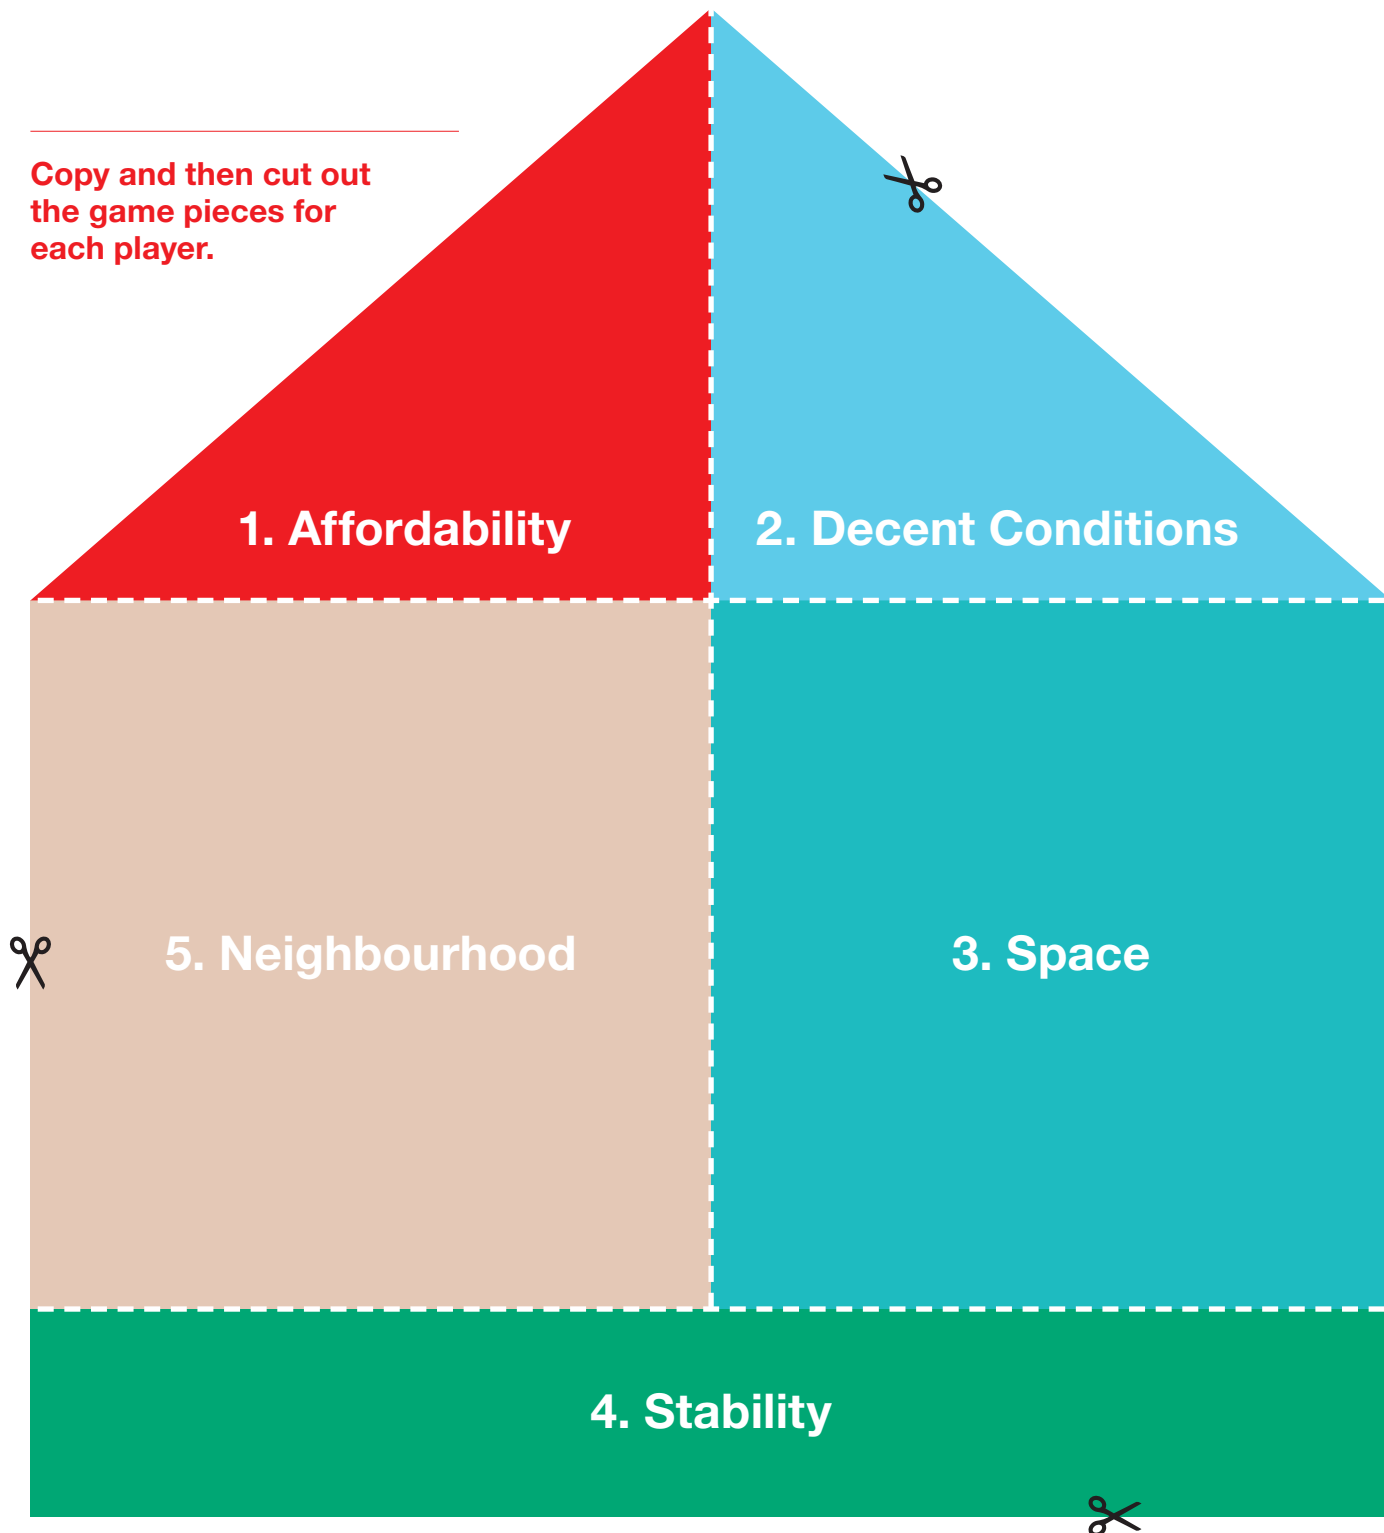 Copy and then cut out
the game pieces for
each player.
1. Affordability
2. Decent Conditions
5. Neighbourhood
3. Space
4. Stability